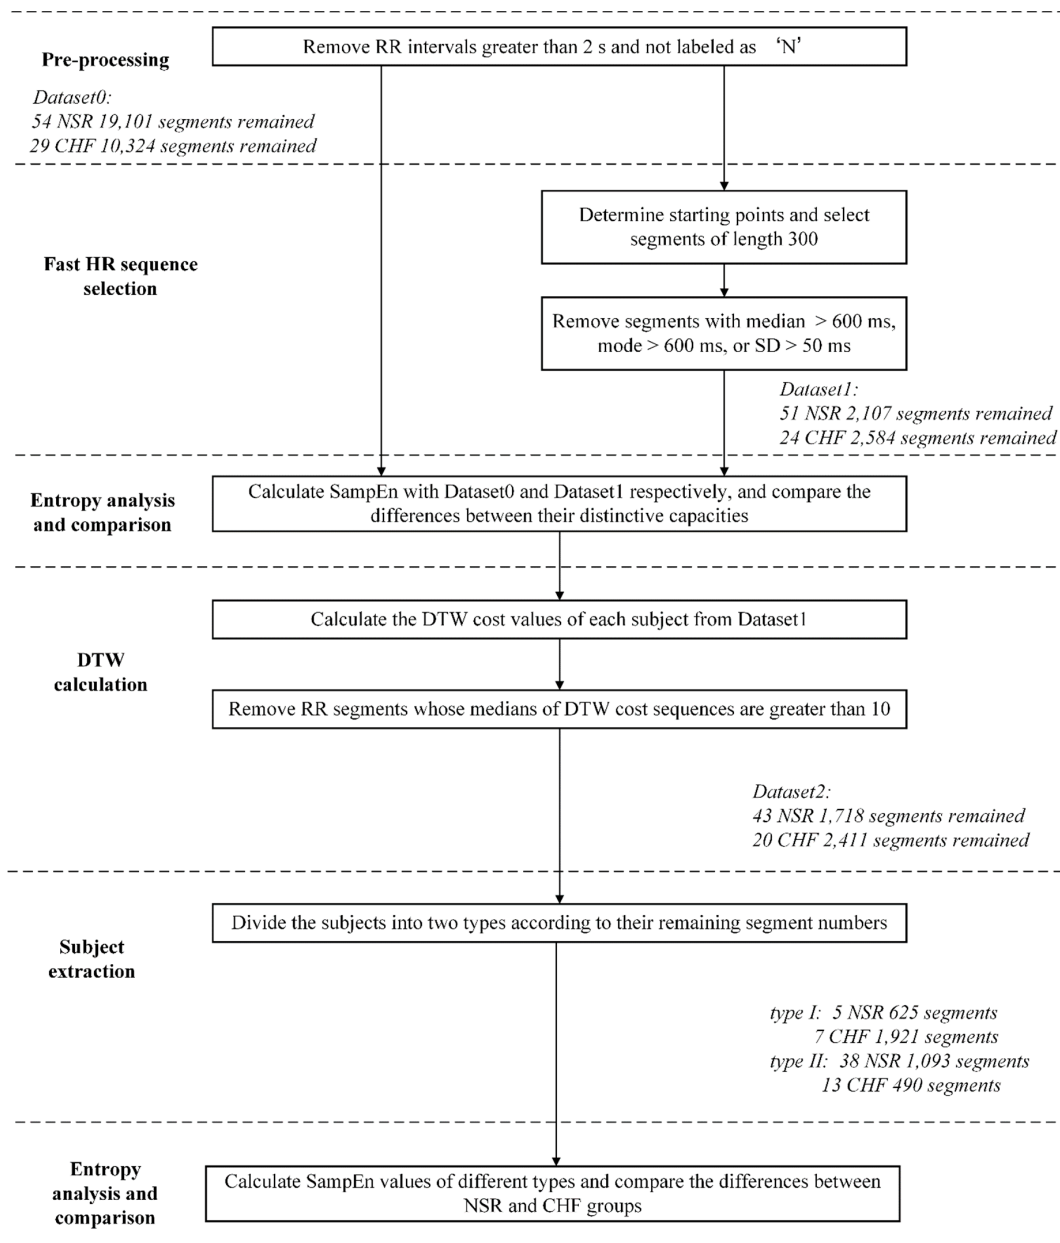 Remove RR intervals greater than 2 s and not labeled as ‘N’
Pre-processing
Dataset0:
54 NSR 19,101 segments remained
29 CHF 10,324 segments remained
Determine starting points and select
segments of length 300
Fast HR sequence
selection
Remove segments with median > 600 ms,
mode > 600 ms, or SD > 50 ms
Dataset1:
51 NSR 2,107 segments remained
24 CHF 2,584 segments remained
Entropy analysis
and comparison
Calculate SampEn with Dataset0 and Dataset1 respectively, and compare the
differences between their distinctive capacities
Calculate the DTW cost values of each subject from Dataset1
DTW
calculation
Remove RR segments whose medians of DTW cost sequences are greater than 10
Dataset2:
43 NSR 1,718 segments remained
20 CHF 2,411 segments remained
Divide the subjects into two types according to their remaining segment numbers
Subject
extraction
type I: 5 NSR 625 segments
7 CHF 1,921 segments
type II: 38 NSR 1,093 segments
13 CHF 490 segments
Entropy
analysis and
comparison
Calculate SampEn values of different types and compare the differences between
NSR and CHF groups